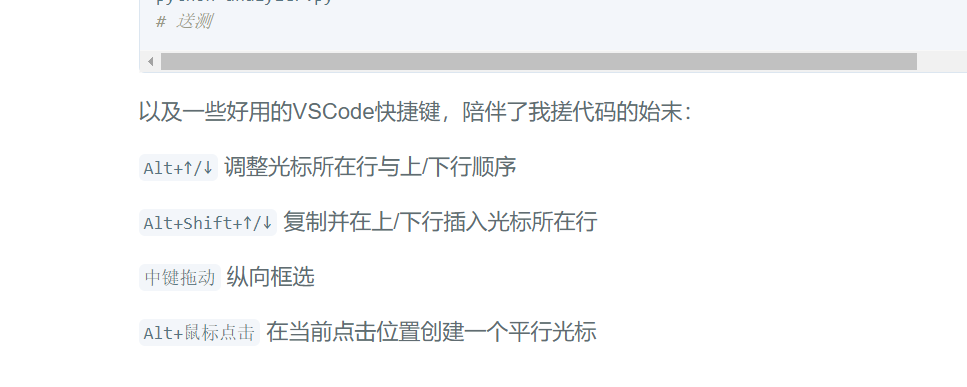 # 送测
以及一些好用的VSCode快捷键，陪伴了我搓代码的始末：
Alt+↑/↓ 调整光标所在行与上/下行顺序
Alt+Shift+↑/↓ 复制并在上/下行插入光标所在行
中键拖动 纵向框选
Alt+鼠标点击 在当前点击位置创建一个平行光标